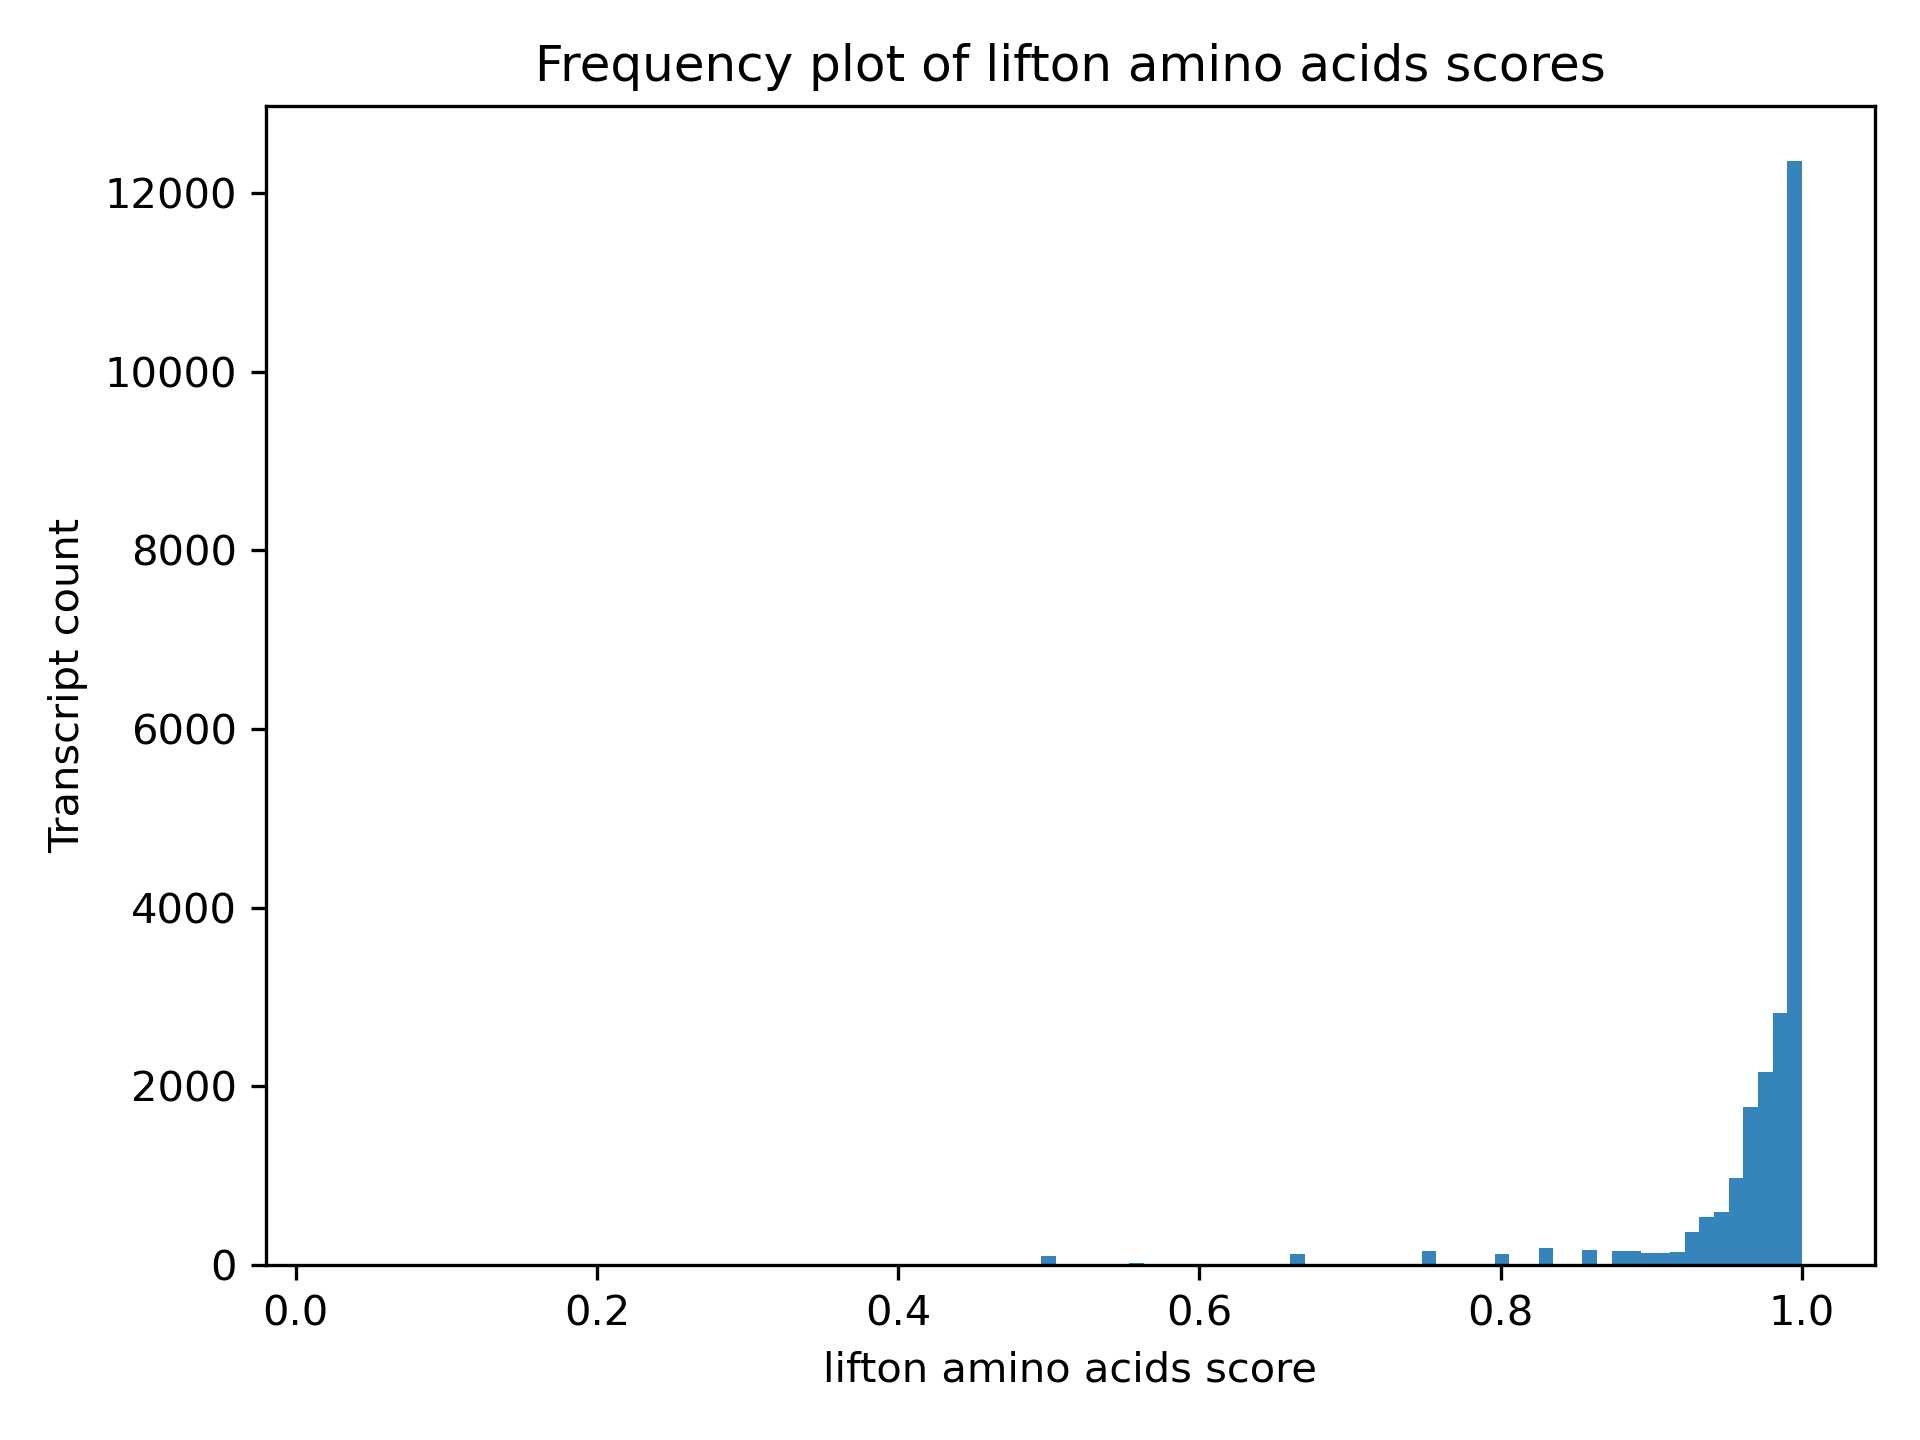 Frequency plot of lifton amino acids scores
12000
10000
8000
6000
4000
2000
0
Transcript count
0.0 0.2 0.4 0.6 0.8 1.0
lifton amino acids score